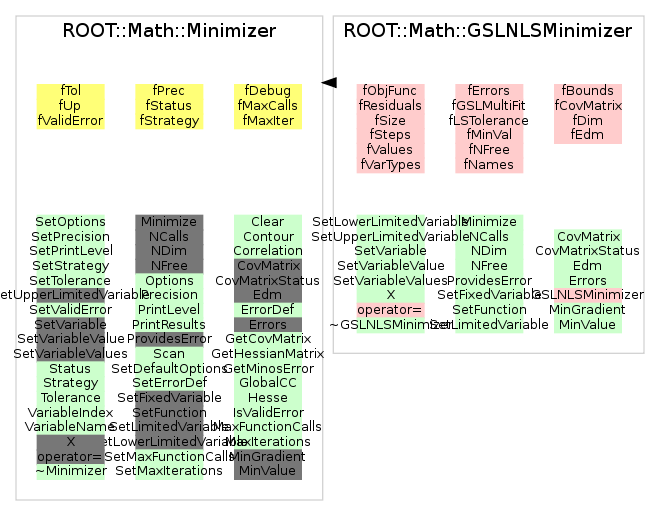 ROOT::Math::Minimizer
fTol
fUp
fValidError
fPrec
fStatus
fStrategy
fDebug
fMaxCalls
fMaxIter
SetOptions
SetPrecision
SetPrintLevel
SetStrategy
SetTolerance
SetUpperLimitedVariable
SetValidError
SetVariable
SetVariableValue
SetVariableValues
Status
Strategy
Tolerance
VariableIndex
VariableName
X
operator=
~Minimizer
Minimize
NCalls
NDim
NFree
Options
Precision
PrintLevel
PrintResults
ProvidesError
Scan
SetDefaultOptions
SetErrorDef
SetFixedVariable
SetFunction
SetLimitedVariable
SetLowerLimitedVariable
SetMaxFunctionCalls
SetMaxIterations
Clear
Contour
Correlation
CovMatrix
CovMatrixStatus
Edm
ErrorDef
Errors
GetCovMatrix
GetHessianMatrix
GetMinosError
GlobalCC
Hesse
IsValidError
MaxFunctionCalls
MaxIterations
MinGradient
MinValue
ROOT::Math::GSLNLSMinimizer
fObjFunc
fResiduals
fSize
fSteps
fValues
fVarTypes
fErrors
fGSLMultiFit
fLSTolerance
fMinVal
fNFree
fNames
fBounds
fCovMatrix
fDim
fEdm
SetLowerLimitedVariable
SetUpperLimitedVariable
SetVariable
SetVariableValue
SetVariableValues
X
operator=
~GSLNLSMinimizer
Minimize
NCalls
NDim
NFree
ProvidesError
SetFixedVariable
SetFunction
SetLimitedVariable
CovMatrix
CovMatrixStatus
Edm
Errors
GSLNLSMinimizer
MinGradient
MinValue